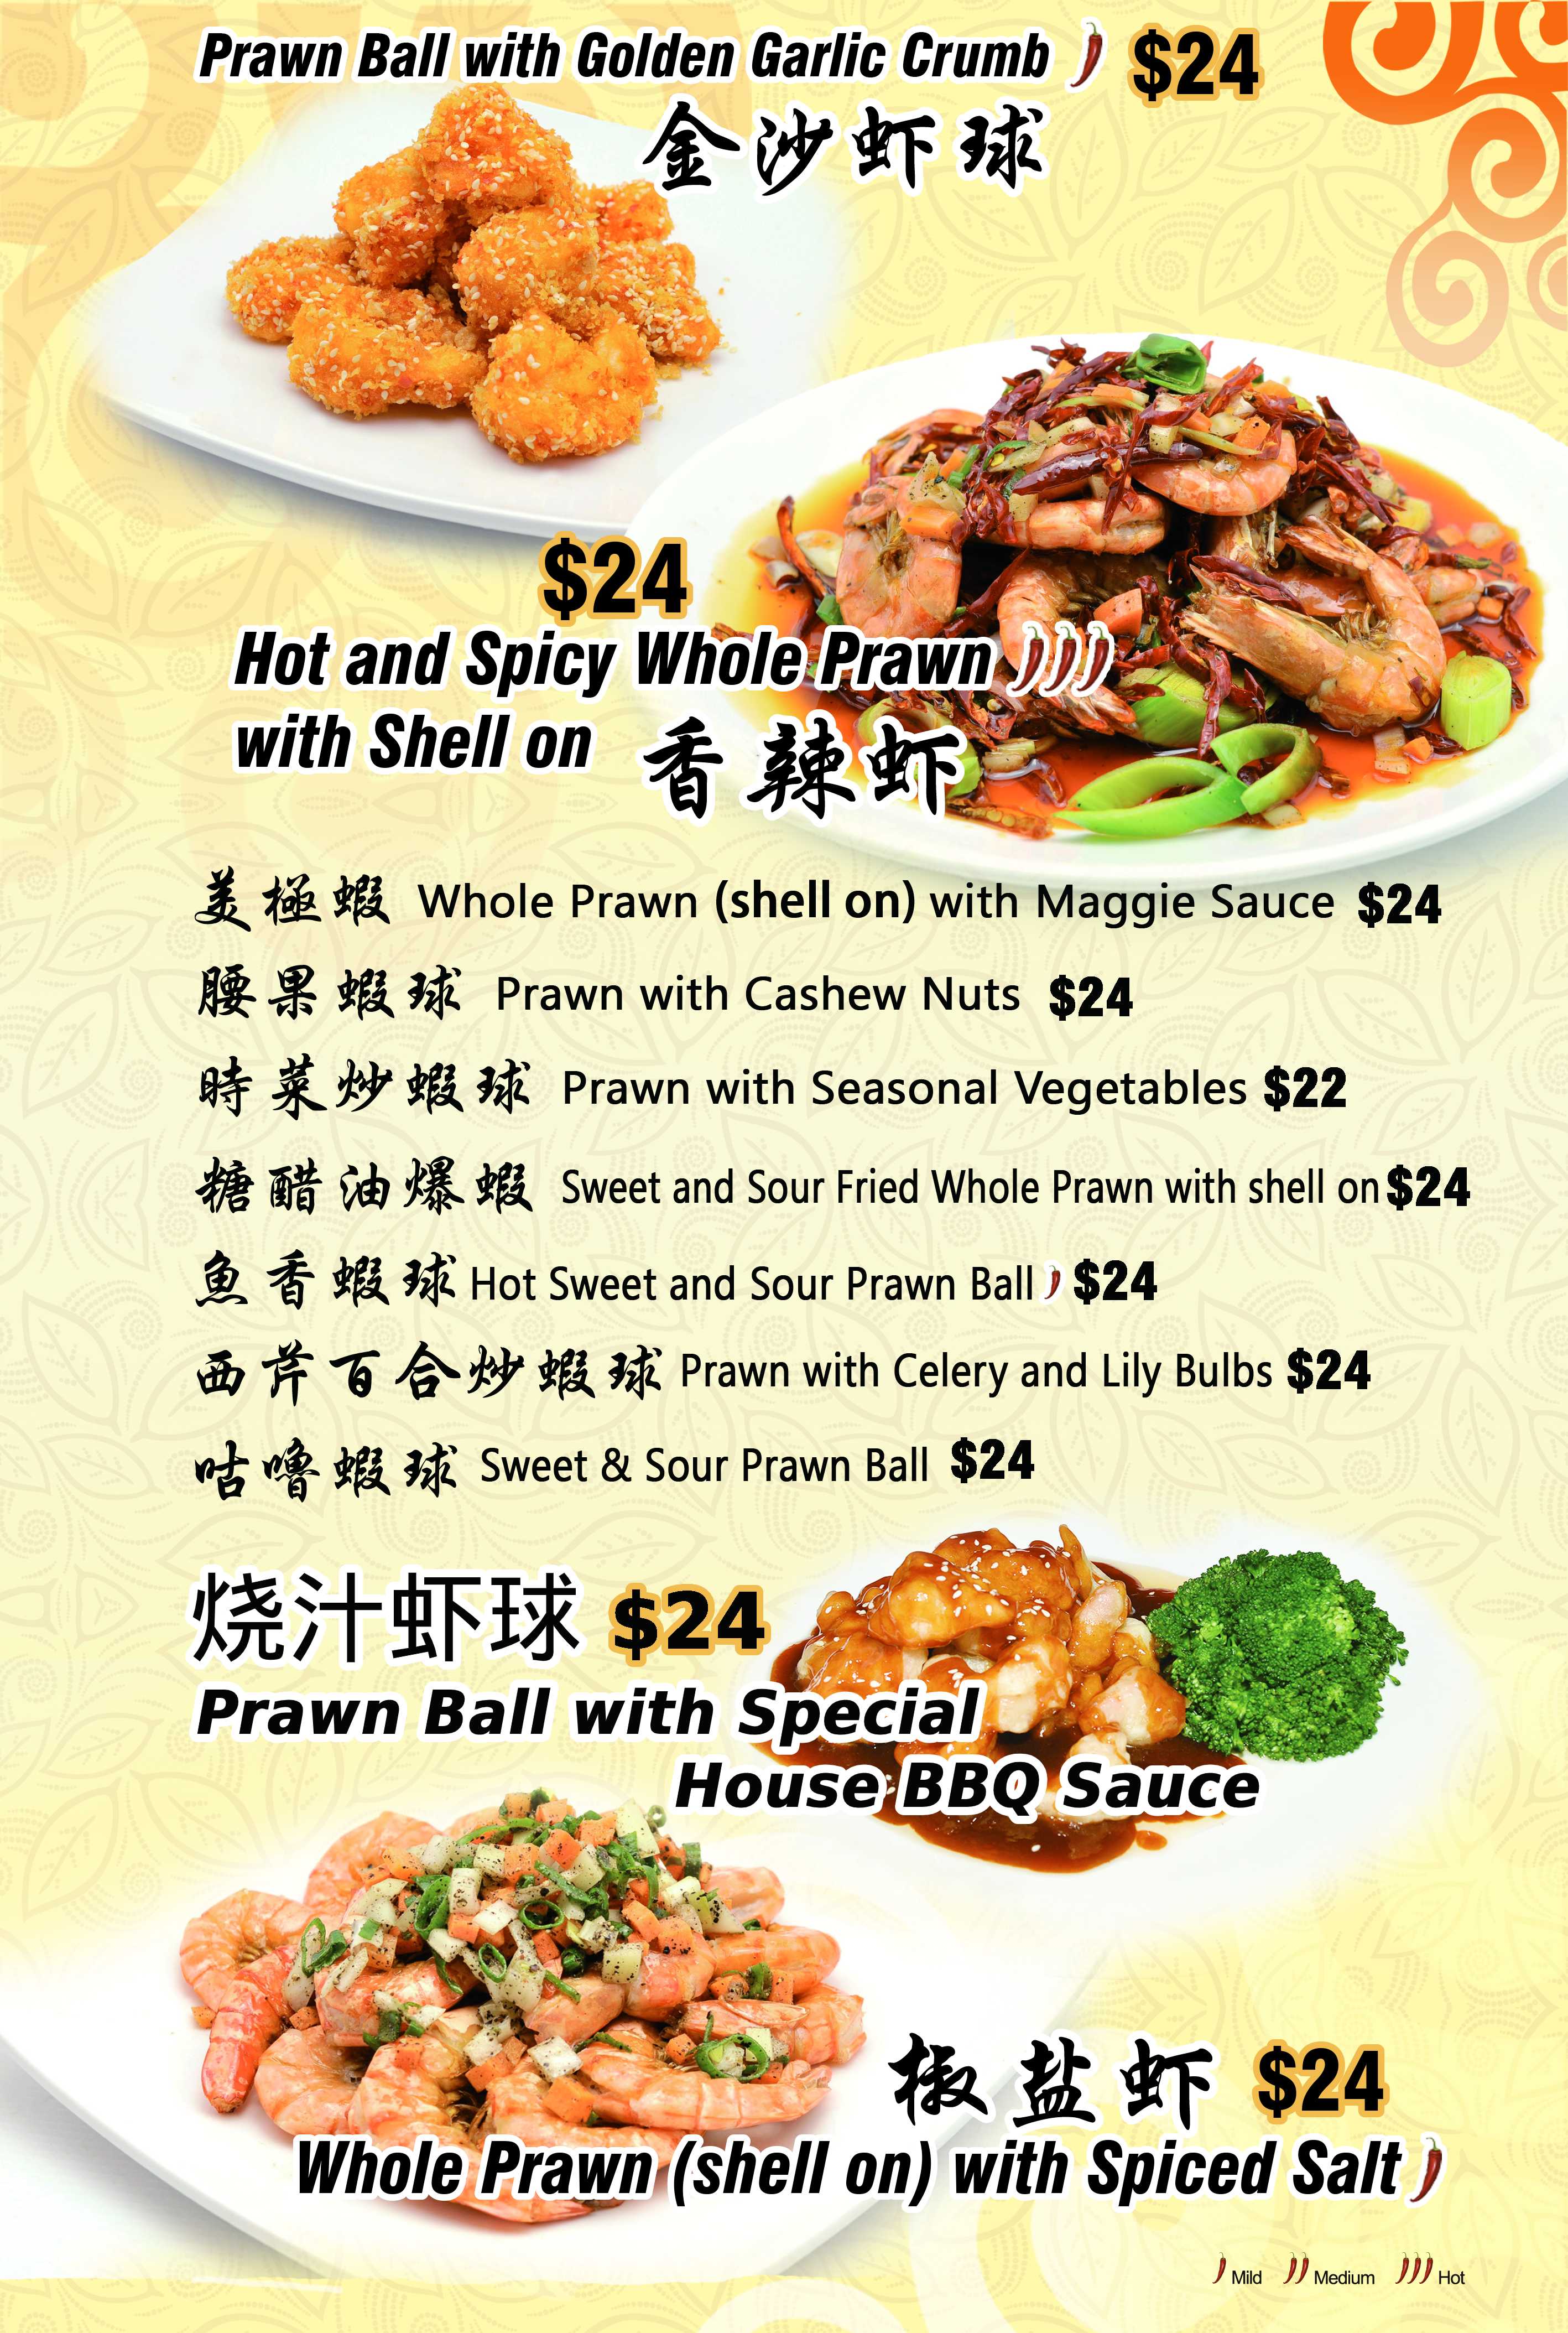 Prawn Ball with Golden Garlic Crumb $24
金沙虾球
$24
Hot and Spicy Whole Prawn
with Shell on 香辣虾
美極蝦 Whole Prawn (shell on) with Maggie Sauce $24
腰果蝦球 Prawn with Cashew Nuts $24
時菜炒蝦球 Prawn with Seasonal Vegetables $22
糖醋油爆蝦 Sweet and Sour Fried Whole Prawn with shell on $24
魚香蝦球 Hot Sweet and Sour Prawn Ball $24
西芹百合炒蝦球 Prawn with Celery and Lily Bulbs $24
咕嚕蝦球 Sweet & Sour Prawn Ball $24
烧汁虾球 $24
Prawn Ball with Special
House BBQ Sauce
椒盐虾 $24
Whole Prawn (shell on) with Spiced Salt
Mild Medium Hot